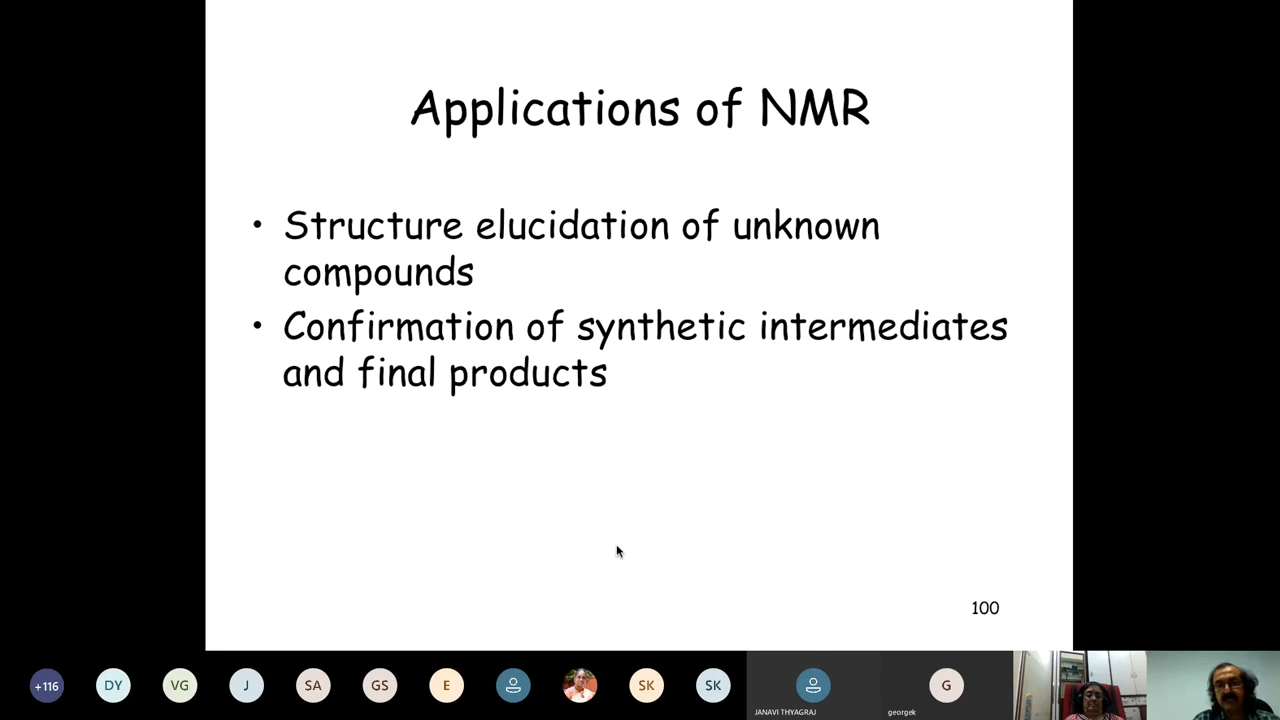 Applications of NMR
• Structure elucidation of unknown
compounds
• Confirmation of synthetic intermediates
and final products
100
+116
DY
VG
J
SA
GS
E
SK
SK
G
JANAVI THYAGRAJ
georgek